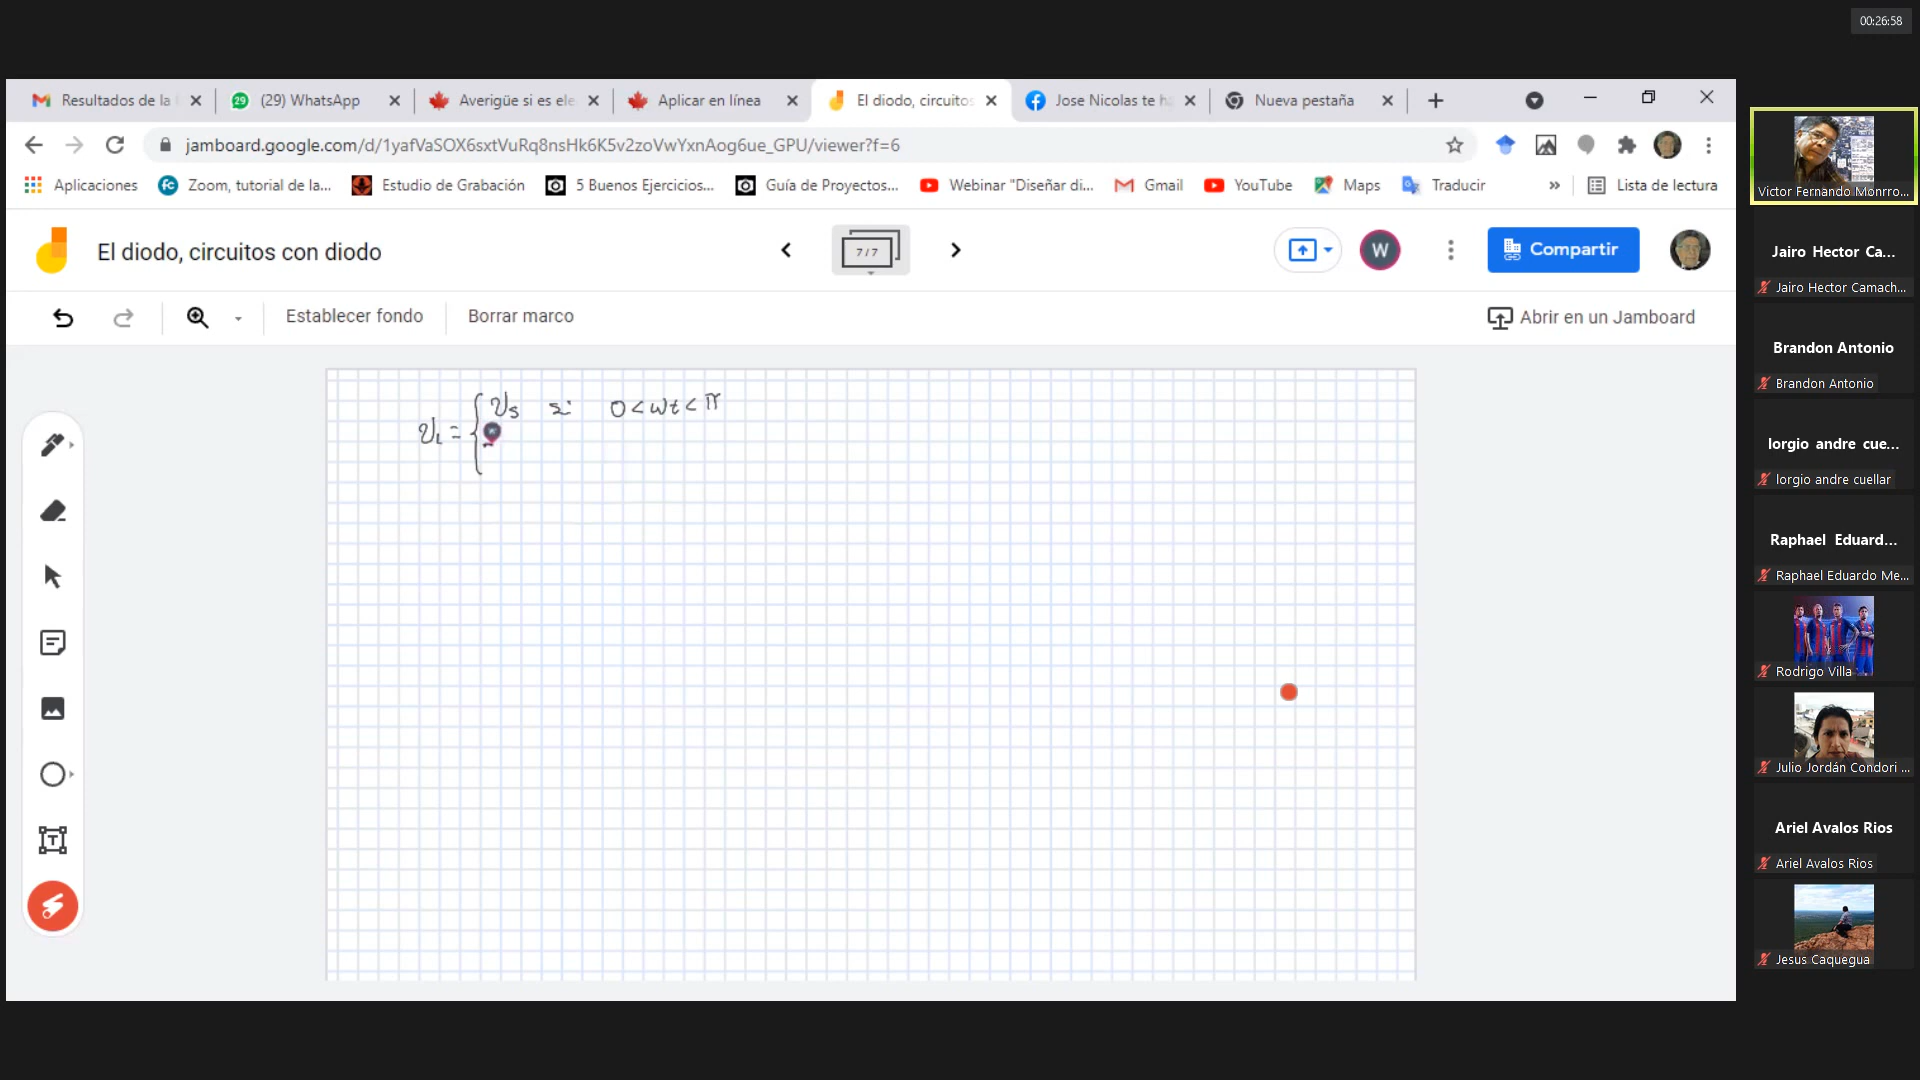 00:26:58
Resultados de la
(29) WhatsApp
Averigüe si es ele
Aplicar en línea
El diodo, circuitos
Jose Nicolas te ha
Nueva pestaña
jamboard.google.com/d/1yafVaSOX6sxtVuRq8nsHk6K5v2zoVwYxnAog6ue_GPU/viewer?f=6
Aplicaciones
Zoom, tutorial de la...
Estudio de Grabación
5 Buenos Ejercicios...
Guía de Proyectos...
Webinar "Diseñar di...
Gmail
YouTube
Maps
Traducir
»
Lista de lectura
El diodo, circuitos con diodo
7 / 7
W
Compartir
Establecer fondo
Borrar marco
Abrir en un Jamboard
v_s si 0 < wt < π
v_L = {
Victor Fernando Monrro...
Jairo Hector Ca...
Jairo Hector Camach...
Brandon Antonio
Brandon Antonio
Iorgio andre cue...
Iorgio andre cuellar
Raphael Eduard...
Raphael Eduardo Me...
Rodrigo Villa
Julio Jordán Condori ...
Ariel Avalos Rios
Ariel Avalos Rios
Jesus Caquegua